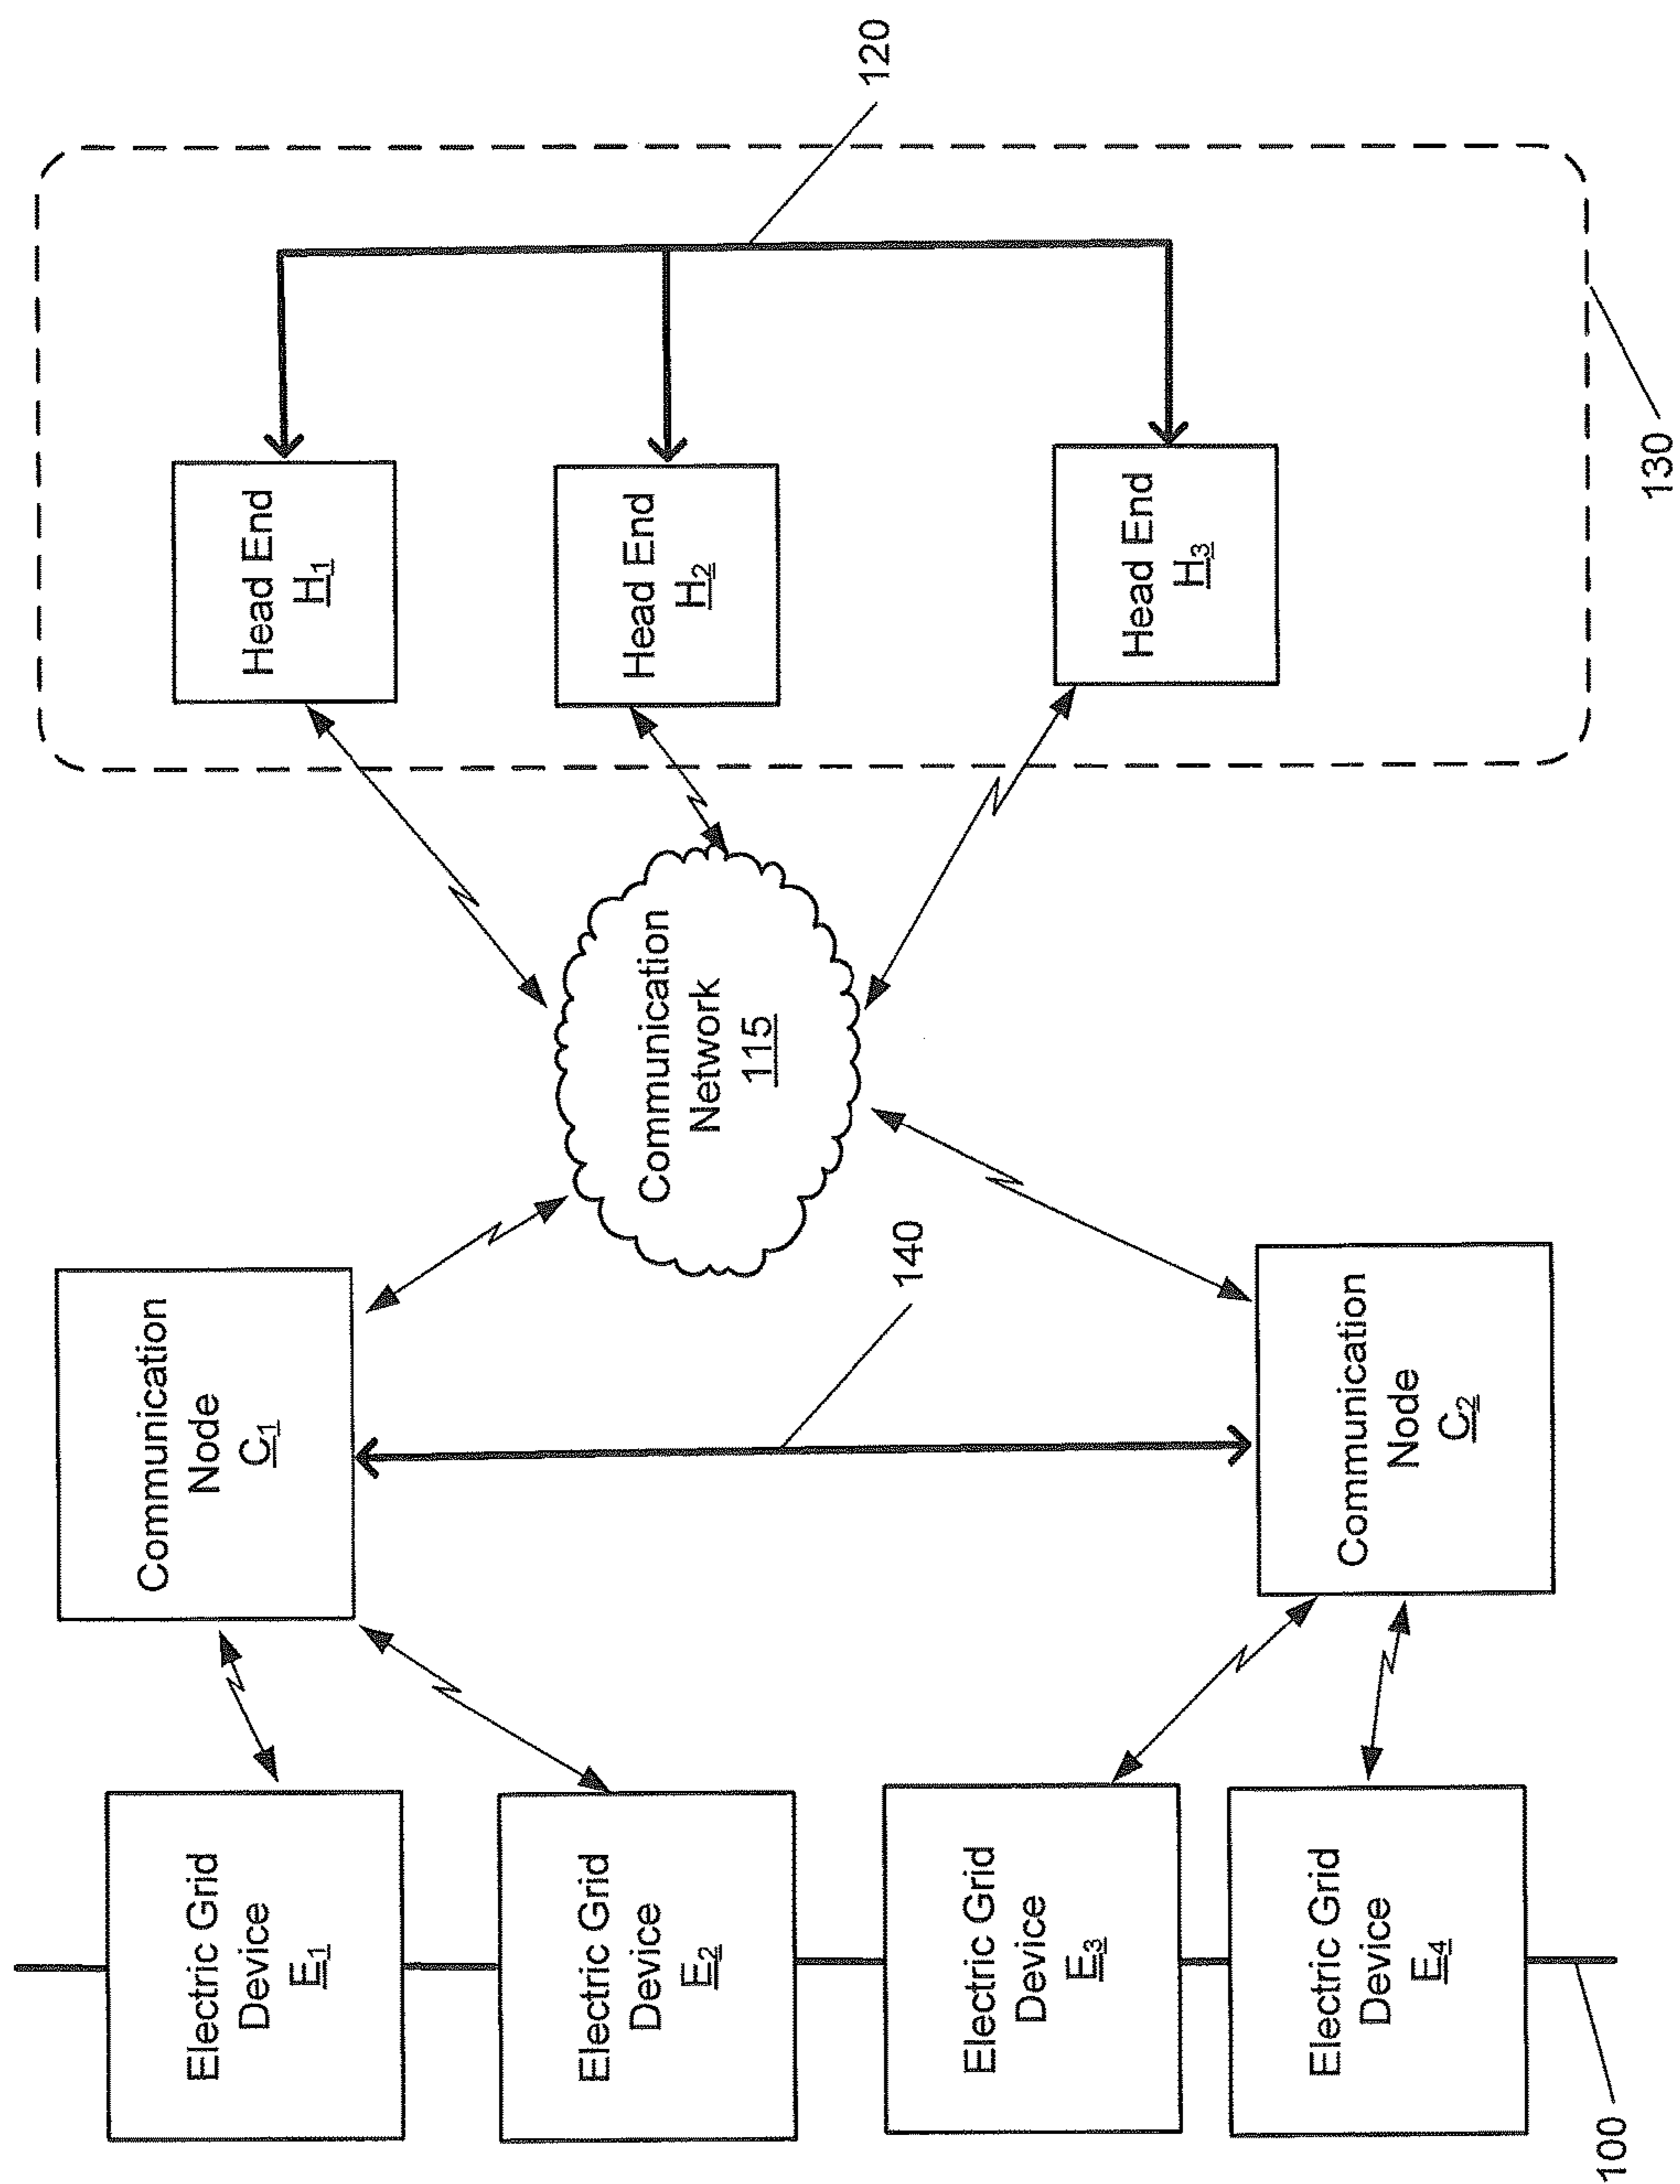 Electric Grid
Device
E1
Electric Grid
Device
E2
Electric Grid
Device
E3
Electric Grid
Device
E4
100
Communication
Node
C1
Communication
Node
C2
140
Communication
Network
115
Head End
H1
Head End
H2
Head End
H3
120
130